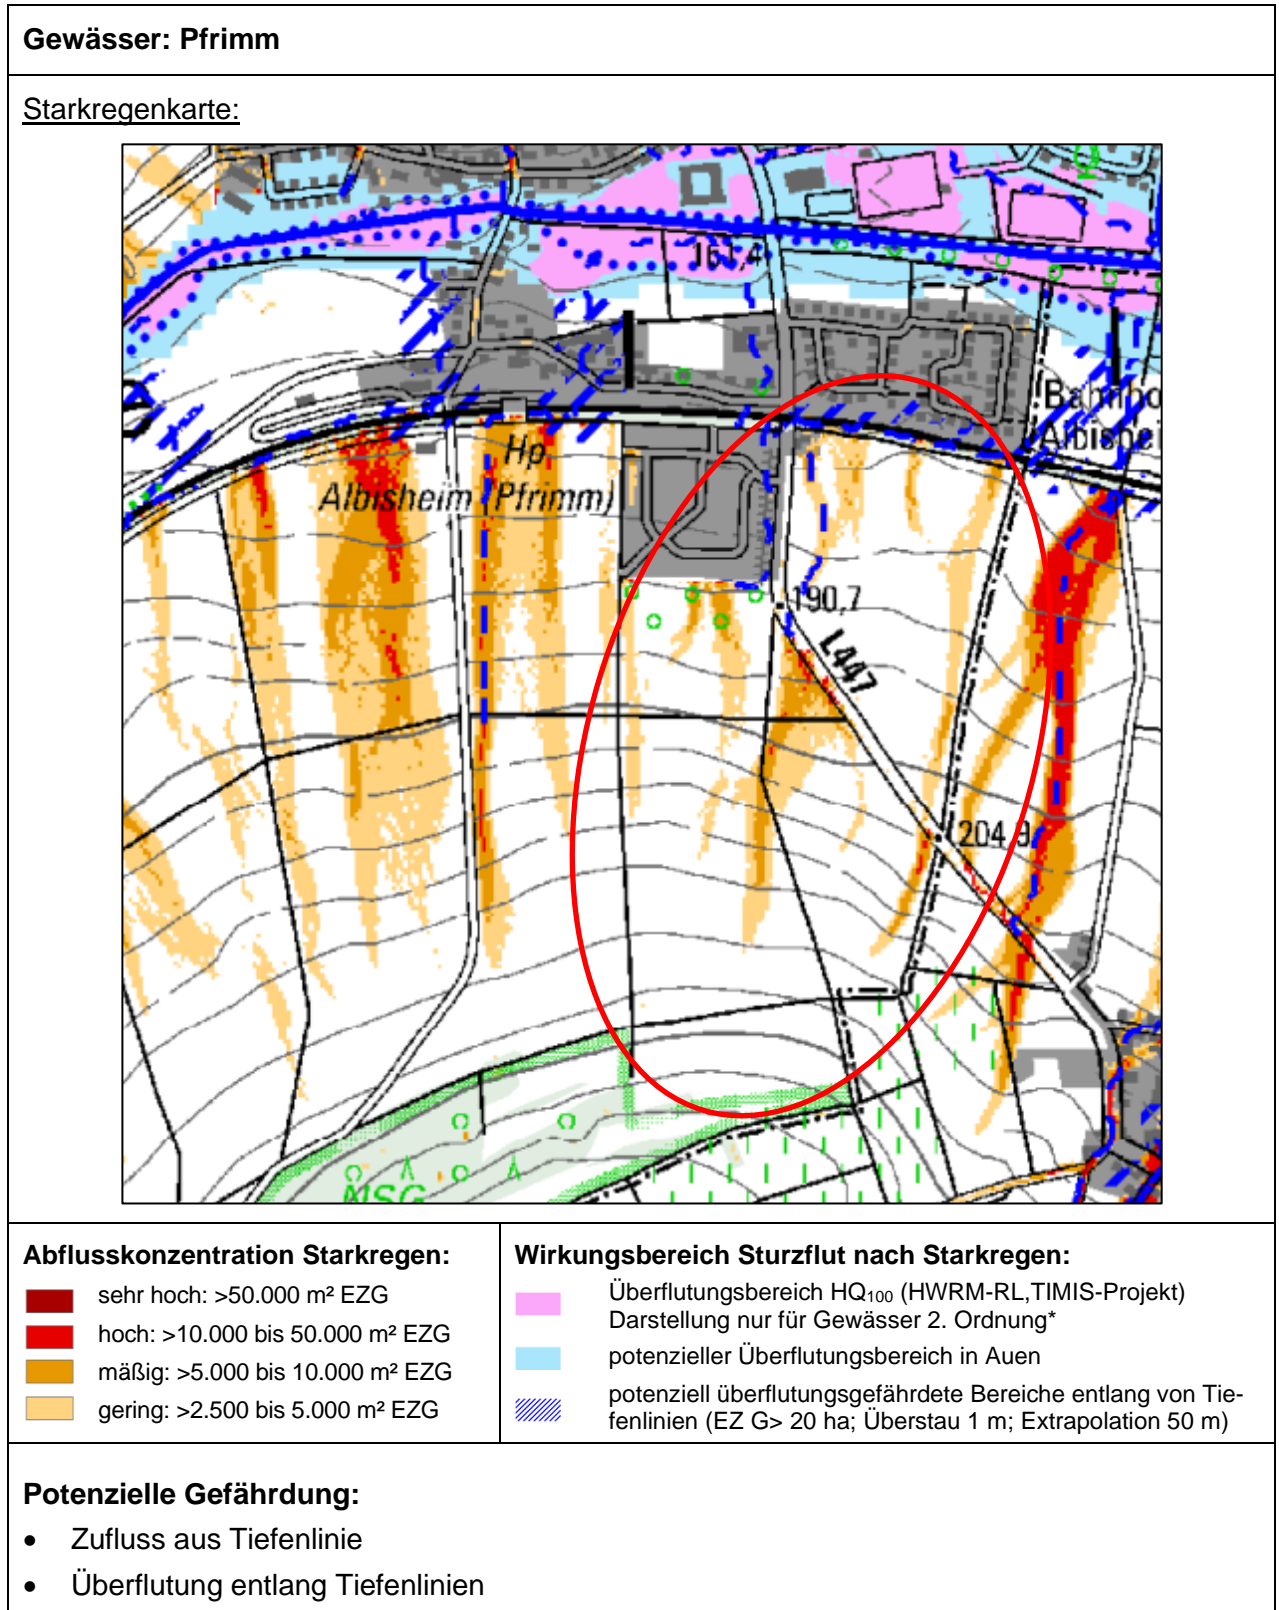 Gewässer: Pfrimm
Starkregenkarte:
161,4
Bahnho
Albishei
Hp
Albisheim (Pfrimm)
190,7
L447
204,9
NSG
Abflusskonzentration Starkregen:
sehr hoch: >50.000 m² EZG
hoch: >10.000 bis 50.000 m² EZG
mäßig: >5.000 bis 10.000 m² EZG
gering: >2.500 bis 5.000 m² EZG
Wirkungsbereich Sturzflut nach Starkregen:
Überflutungsbereich HQ₁₀₀ (HWRM-RL,TIMIS-Projekt)
Darstellung nur für Gewässer 2. Ordnung*
potenzieller Überflutungsbereich in Auen
potenziell überflutungsgefährdete Bereiche entlang von Tie-
fenlinien (EZ G> 20 ha; Überstau 1 m; Extrapolation 50 m)
Potenzielle Gefährdung:
• Zufluss aus Tiefenlinie
• Überflutung entlang Tiefenlinien